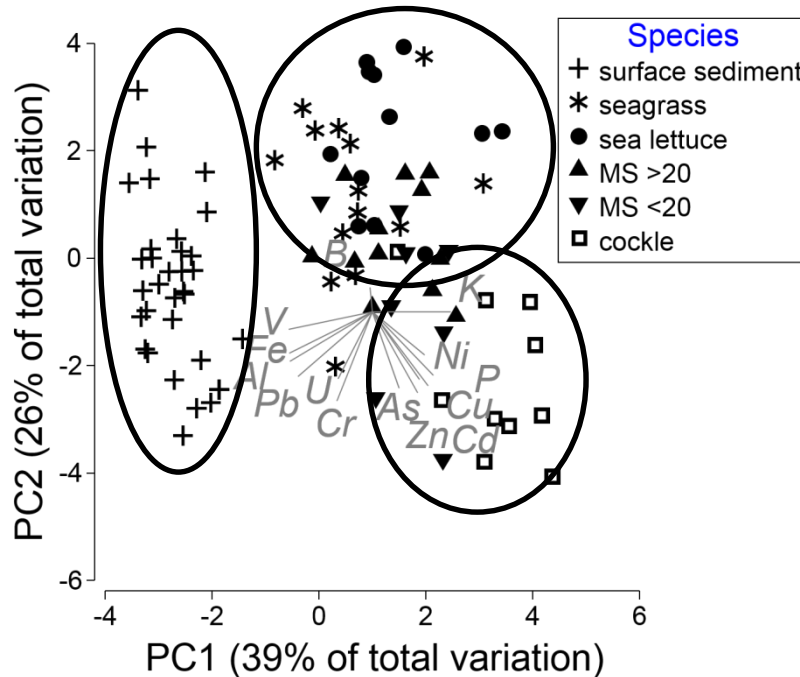 Species
surface sediment
seagrass
sea lettuce
MS >20
MS <20
cockle
PC2 (26% of total variation)
4
2
0
-2
-4
-6
B
K
V
Fe
Ni
Al
P
U
Pb
As
Cu
Cr
Zn
Cd
-4
-2
0
2
4
6
PC1 (39% of total variation)